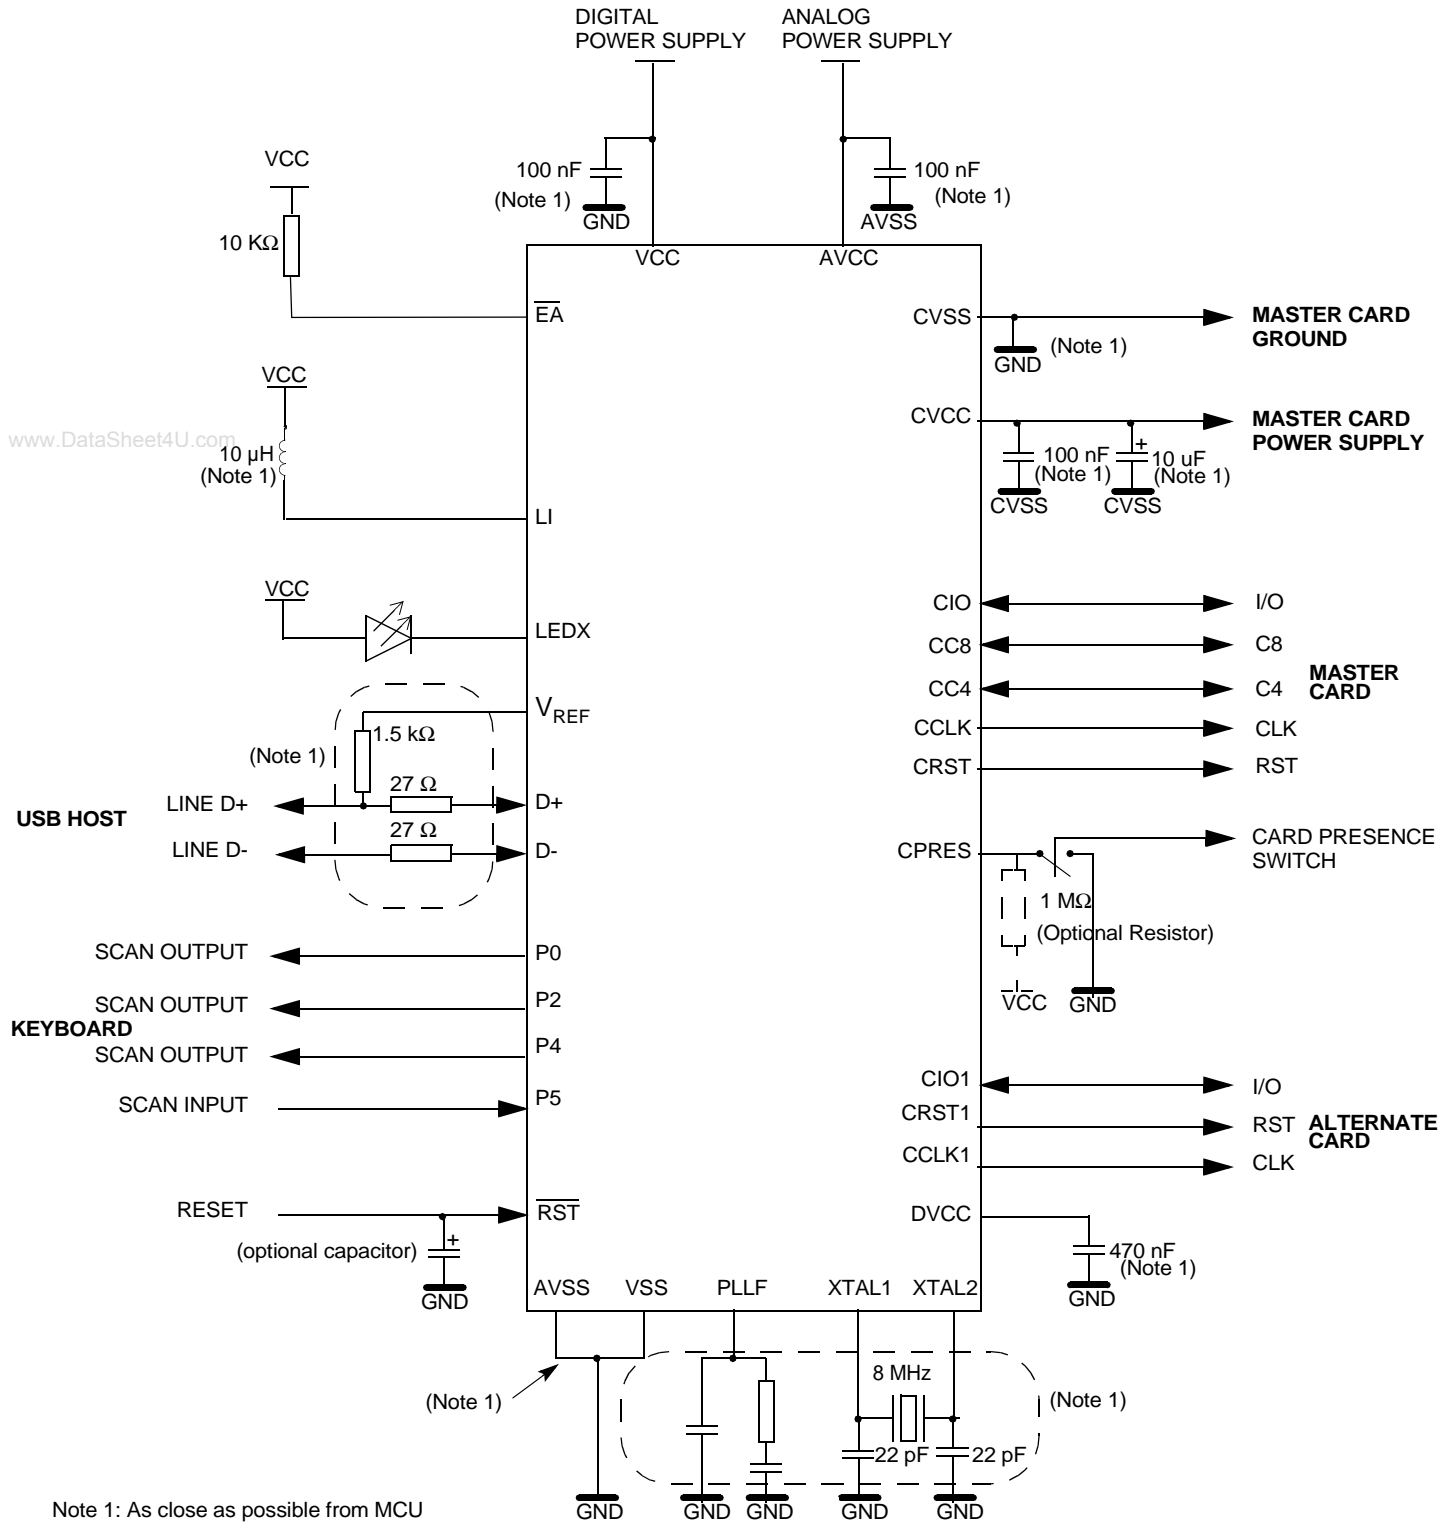 DIGITAL
POWER SUPPLY
ANALOG
POWER SUPPLY
VCC
100 nF
(Note 1)
GND
100 nF
(Note 1)
AVSS
10 KΩ
VCC
AVCC
EA
CVSS
MASTER CARD
GROUND
GND
(Note 1)
VCC
www.DataSheet4U.com
10 µH
(Note 1)
LI
CVCC
MASTER CARD
POWER SUPPLY
100 nF
(Note 1)
CVSS
+
10 uF
(Note 1)
CVSS
VCC
LEDX
CIO
I/O
CC8
C8
CC4
C4
MASTER
CARD
CCLK
CLK
CRST
RST
VREF
1.5 kΩ
(Note 1)
27 Ω
USB HOST
LINE D+
D+
27 Ω
LINE D-
D-
CPRES
CARD PRESENCE
SWITCH
1 MΩ
(Optional Resistor)
VCC
GND
SCAN OUTPUT
P0
SCAN OUTPUT
P2
KEYBOARD
SCAN OUTPUT
P4
SCAN INPUT
P5
CIO1
I/O
CRST1
RST
ALTERNATE
CARD
CCLK1
CLK
RESET
RST
(optional capacitor)
+
GND
DVCC
470 nF
(Note 1)
GND
AVSS
VSS
PLLF
XTAL1
XTAL2
(Note 1)
8 MHz
(Note 1)
22 pF
22 pF
GND
GND
GND
GND
GND
Note 1: As close as possible from MCU